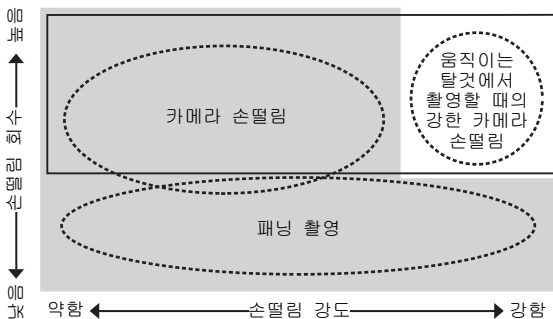 높음
손떨림 회수
낮음
카메라 손떨림
움직이는
탈것에서
촬영할 때의
강한 카메라
손떨림
패닝 촬영
약함
손떨림 강도
강함